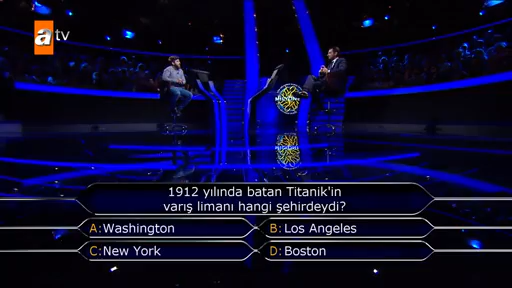 atv
1912 yılında batan Titanik'in
varış limanı hangi şehirdeydi?
A:Washington
B:Los Angeles
C:New York
D:Boston